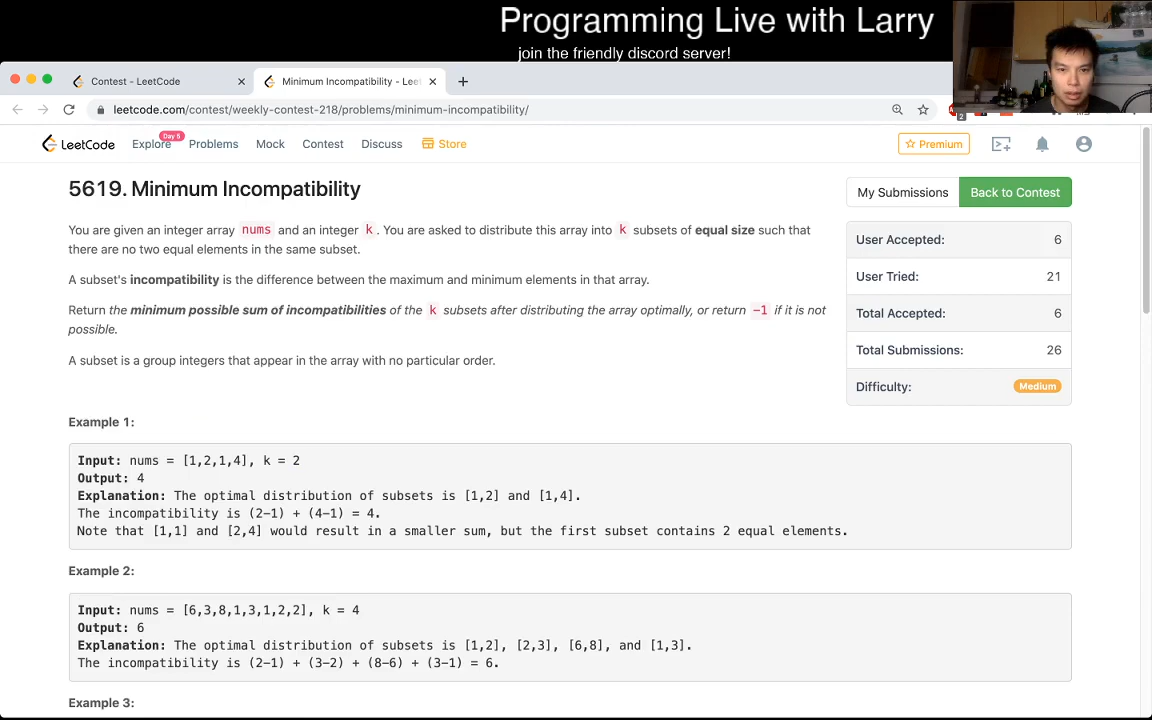 Programming Live with Larry
join the friendly discord server!
Contest - LeetCode
Minimum Incompatibility - Leet
leetcode.com/contest/weekly-contest-218/problems/minimum-incompatibility/
2
LeetCode
Explore
Day 5
Problems
Mock
Contest
Discuss
Store
Premium
5619. Minimum Incompatibility
My Submissions
Back to Contest
You are given an integer array nums and an integer k. You are asked to distribute this array into k subsets of equal size such that
there are no two equal elements in the same subset.
A subset's incompatibility is the difference between the maximum and minimum elements in that array.
Return the minimum possible sum of incompatibilities of the k subsets after distributing the array optimally, or return -1 if it is not
possible.
A subset is a group integers that appear in the array with no particular order.
User Accepted: 6
User Tried: 21
Total Accepted: 6
Total Submissions: 26
Difficulty: Medium
Example 1:
Input: nums = [1,2,1,4], k = 2
Output: 4
Explanation: The optimal distribution of subsets is [1,2] and [1,4].
The incompatibility is (2-1) + (4-1) = 4.
Note that [1,1] and [2,4] would result in a smaller sum, but the first subset contains 2 equal elements.
Example 2:
Input: nums = [6,3,8,1,3,1,2,2], k = 4
Output: 6
Explanation: The optimal distribution of subsets is [1,2], [2,3], [6,8], and [1,3].
The incompatibility is (2-1) + (3-2) + (8-6) + (3-1) = 6.
Example 3: